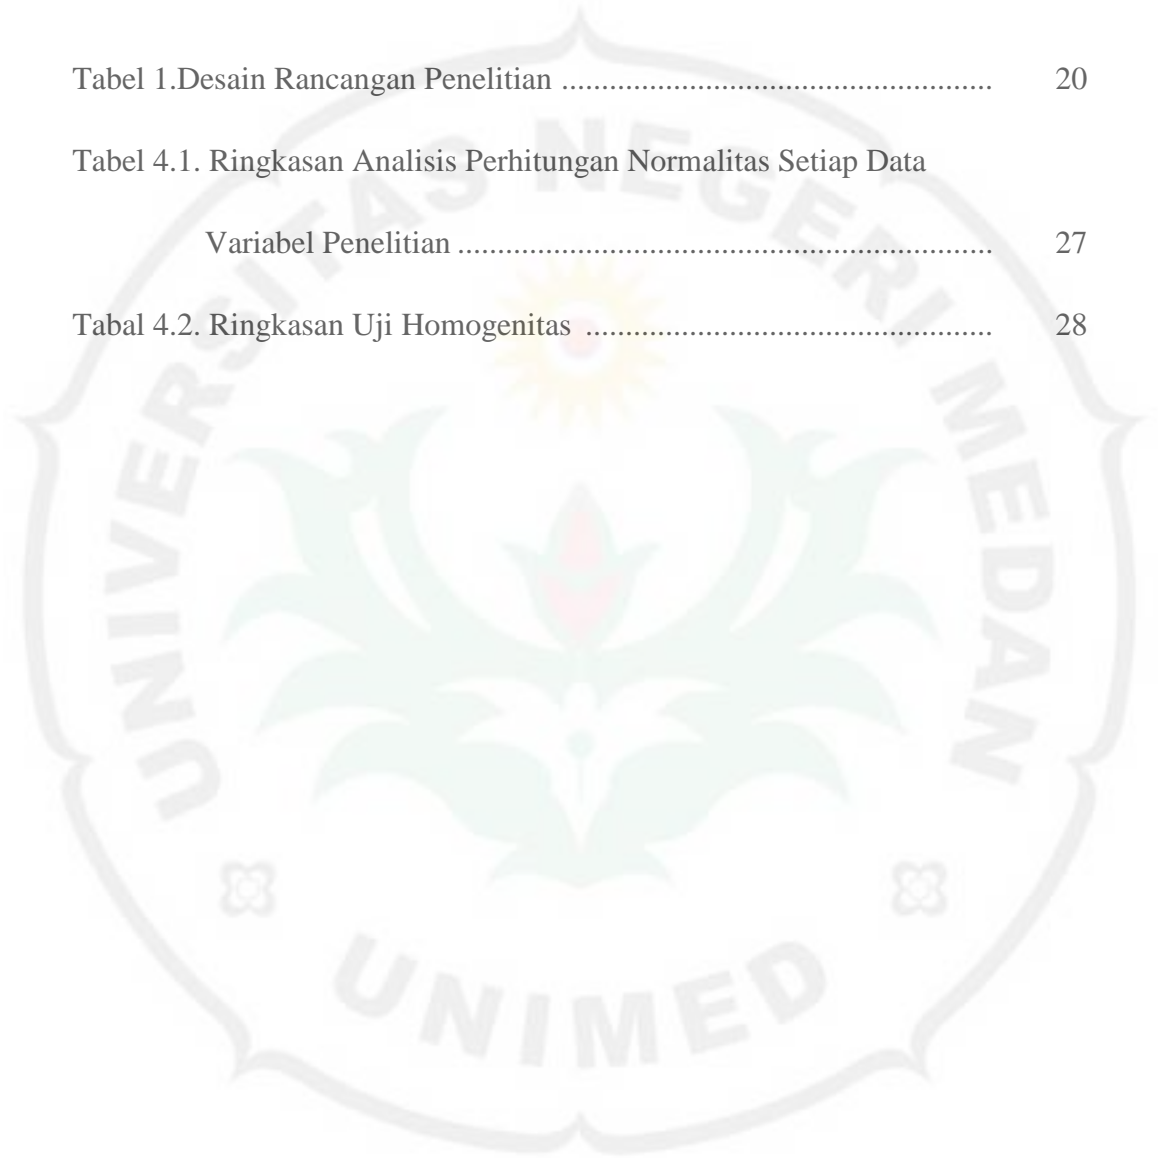 Tabel 1.Desain Rancangan Penelitian ..................................................... 20
Tabel 4.1. Ringkasan Analisis Perhitungan Normalitas Setiap Data
Variabel Penelitian .................................................................. 27
Tabal 4.2. Ringkasan Uji Homogenitas .................................................. 28
UNIVERSITAS NEGERI MEDAN
UNIMED